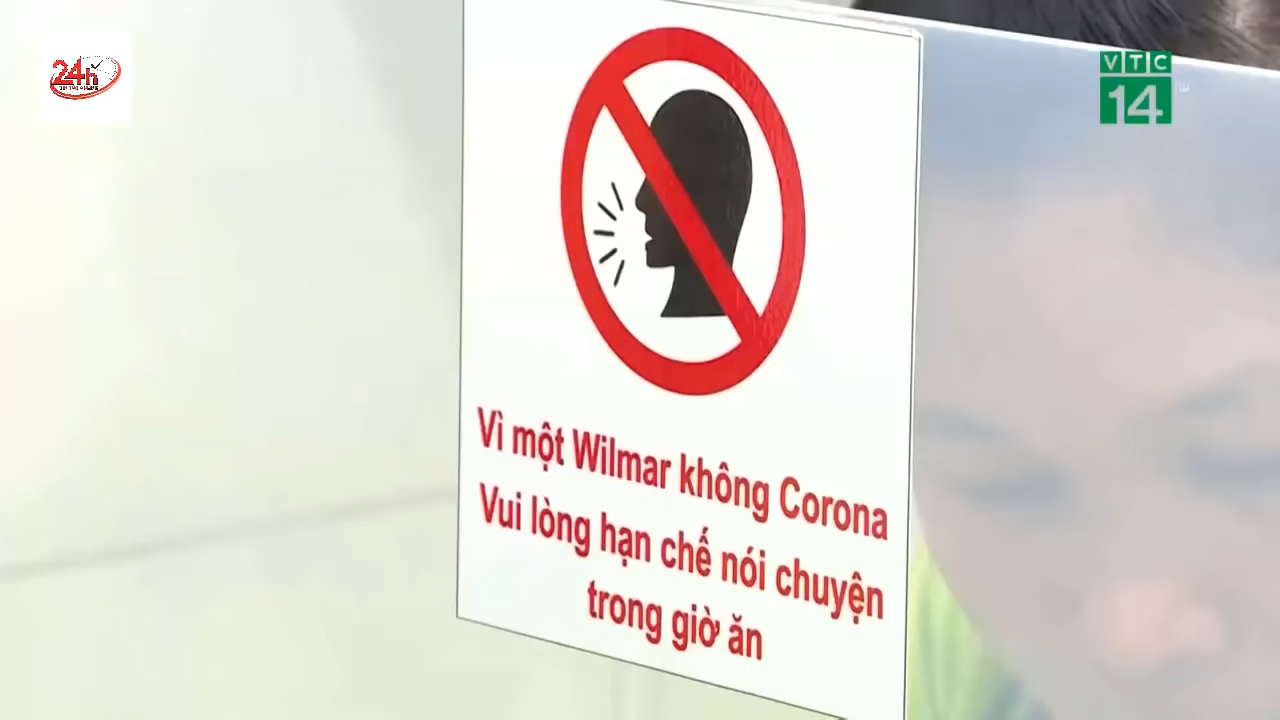 24h
VTC
14
Vì một Wilmar không Corona
Vui lòng hạn chế nói chuyện
trong giờ ăn